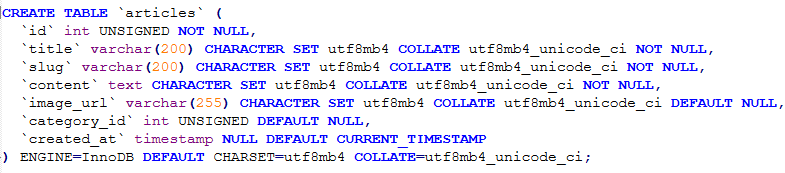 CREATE TABLE `articles` (
`id` int UNSIGNED NOT NULL,
`title` varchar(200) CHARACTER SET utf8mb4 COLLATE utf8mb4_unicode_ci NOT NULL,
`slug` varchar(200) CHARACTER SET utf8mb4 COLLATE utf8mb4_unicode_ci NOT NULL,
`content` text CHARACTER SET utf8mb4 COLLATE utf8mb4_unicode_ci NOT NULL,
`image_url` varchar(255) CHARACTER SET utf8mb4 COLLATE utf8mb4_unicode_ci DEFAULT NULL,
`category_id` int UNSIGNED DEFAULT NULL,
`created_at` timestamp NULL DEFAULT CURRENT_TIMESTAMP
) ENGINE=InnoDB DEFAULT CHARSET=utf8mb4 COLLATE=utf8mb4_unicode_ci;